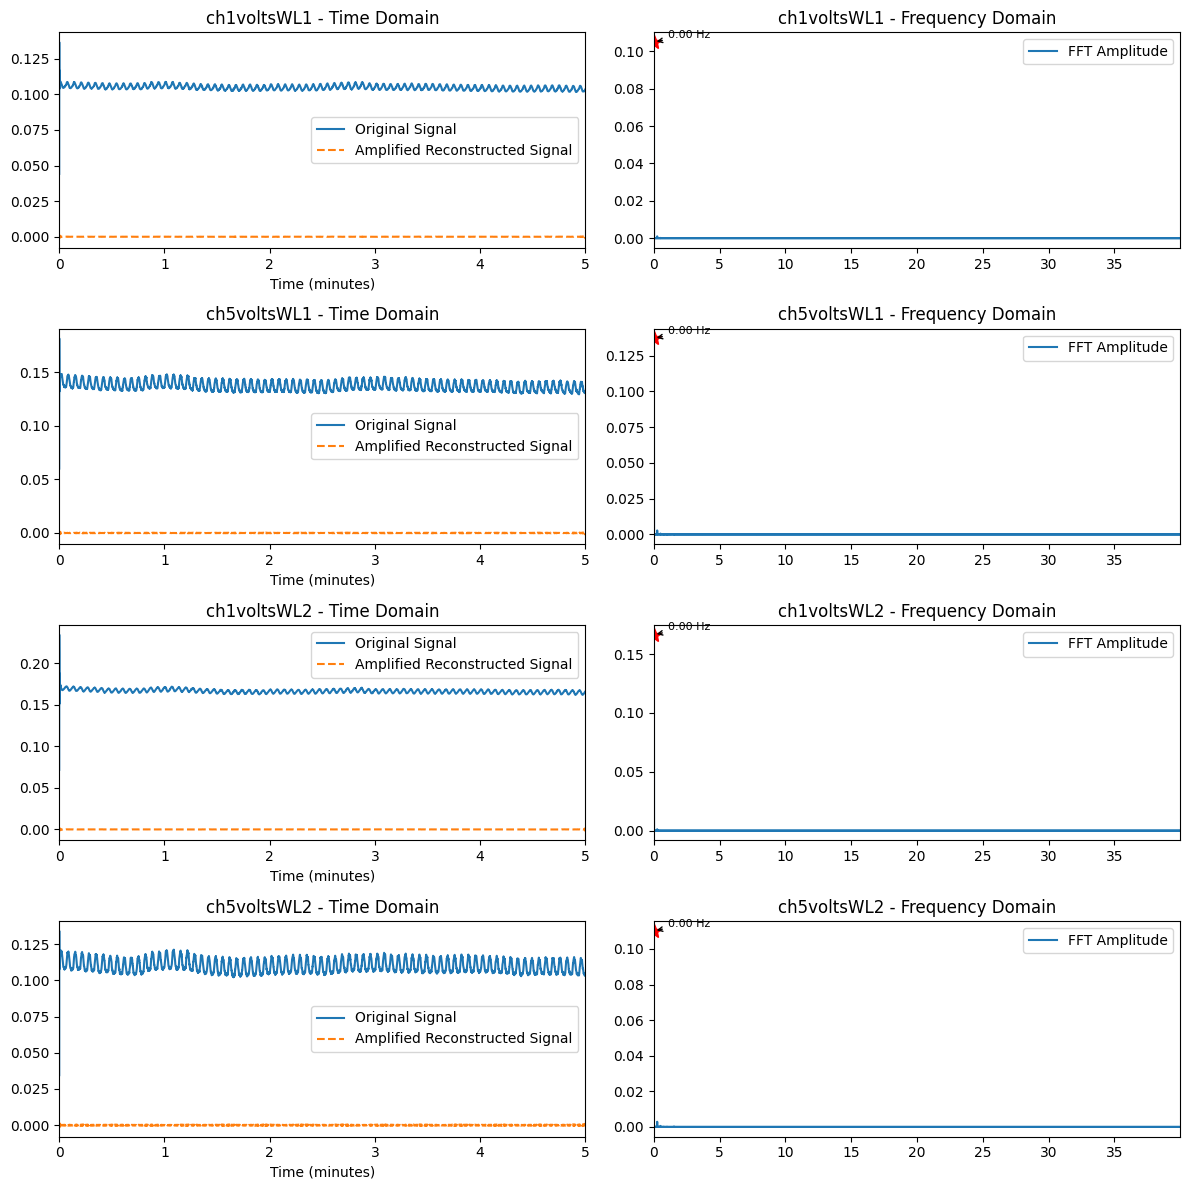 ch1voltsWL1 - Time Domain
0.125
0.100
0.075
0.050
0.025
0.000
Original Signal
Amplified Reconstructed Signal
0 1 2 3 4 5
Time (minutes)
ch1voltsWL1 - Frequency Domain
0.10
0.08
0.06
0.04
0.02
0.00
0.00 Hz
FFT Amplitude
0 5 10 15 20 25 30 35
ch5voltsWL1 - Time Domain
0.15
0.10
0.05
0.00
Original Signal
Amplified Reconstructed Signal
0 1 2 3 4 5
Time (minutes)
ch5voltsWL1 - Frequency Domain
0.125
0.100
0.075
0.050
0.025
0.000
0.00 Hz
FFT Amplitude
0 5 10 15 20 25 30 35
ch1voltsWL2 - Time Domain
0.20
0.15
0.10
0.05
0.00
Original Signal
Amplified Reconstructed Signal
0 1 2 3 4 5
Time (minutes)
ch1voltsWL2 - Frequency Domain
0.15
0.10
0.05
0.00
0.00 Hz
FFT Amplitude
0 5 10 15 20 25 30 35
ch5voltsWL2 - Time Domain
0.125
0.100
0.075
0.050
0.025
0.000
Original Signal
Amplified Reconstructed Signal
0 1 2 3 4 5
Time (minutes)
ch5voltsWL2 - Frequency Domain
0.10
0.08
0.06
0.04
0.02
0.00
0.00 Hz
FFT Amplitude
0 5 10 15 20 25 30 35